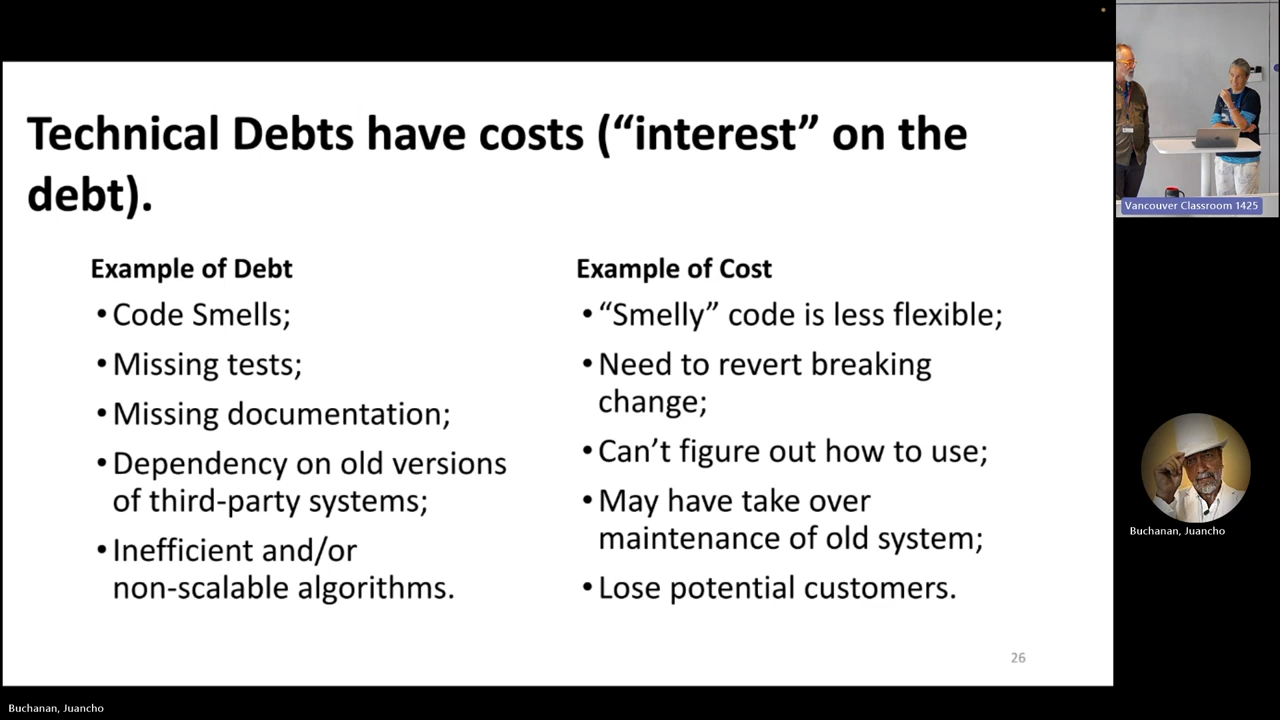 Technical Debts have costs (“interest” on the
debt).
Example of Debt
•Code Smells;
•Missing tests;
•Missing documentation;
•Dependency on old versions
of third-party systems;
•Inefficient and/or
non-scalable algorithms.
Example of Cost
•“Smelly” code is less flexible;
•Need to revert breaking
change;
•Can’t figure out how to use;
•May have take over
maintenance of old system;
•Lose potential customers.
26
Vancouver Classroom 1425
Buchanan, Juancho
Buchanan, Juancho